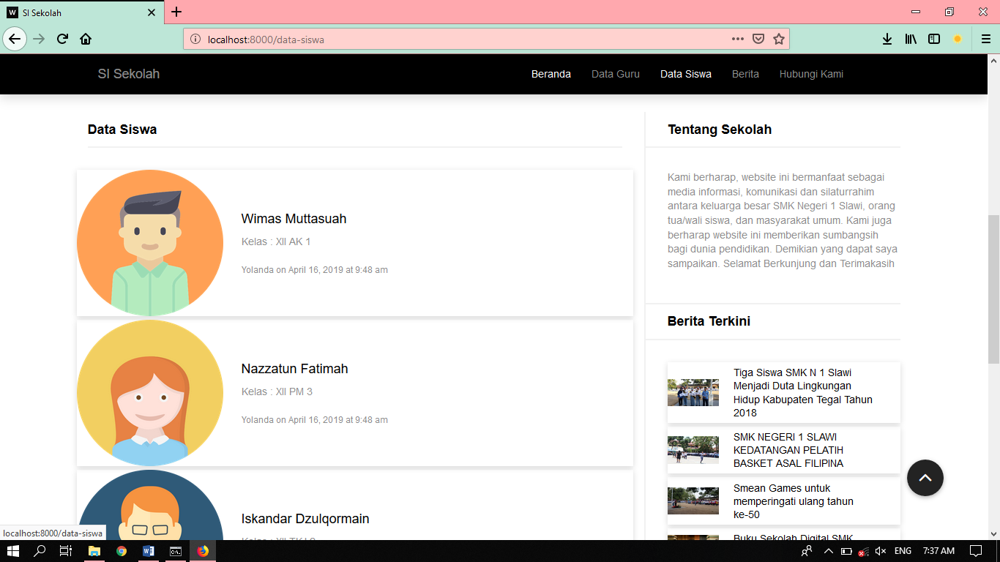 W SI Sekolah
localhost:8000/data-siswa
SI Sekolah
Beranda Data Guru Data Siswa Berita Hubungi Kami
Data Siswa
Wimas Muttasuah
Kelas : XII AK 1
Yolanda on April 16, 2019 at 9:48 am
Nazzatun Fatimah
Kelas : XII PM 3
Yolanda on April 16, 2019 at 9:48 am
Iskandar Dzulqormain
Tentang Sekolah
Kami berharap, website ini bermanfaat sebagai
media informasi, komunikasi dan silaturrahim
antara keluarga besar SMK Negeri 1 Slawi, orang
tua/wali siswa, dan masyarakat umum. Kami juga
berharap website ini memberikan sumbangsih
bagi dunia pendidikan. Demikian yang dapat saya
sampaikan. Selamat Berkunjung dan Terimakasih
Berita Terkini
Tiga Siswa SMK N 1 Slawi
Menjadi Duta Lingkungan
Hidup Kabupaten Tegal Tahun
2018
SMK NEGERI 1 SLAWI
KEDATANGAN PELATIH
BASKET ASAL FILIPINA
Smean Games untuk
memperingati ulang tahun
ke-50
Buku Sekolah Digital SMK
localhost:8000/data-siswa
ENG 7:37 AM